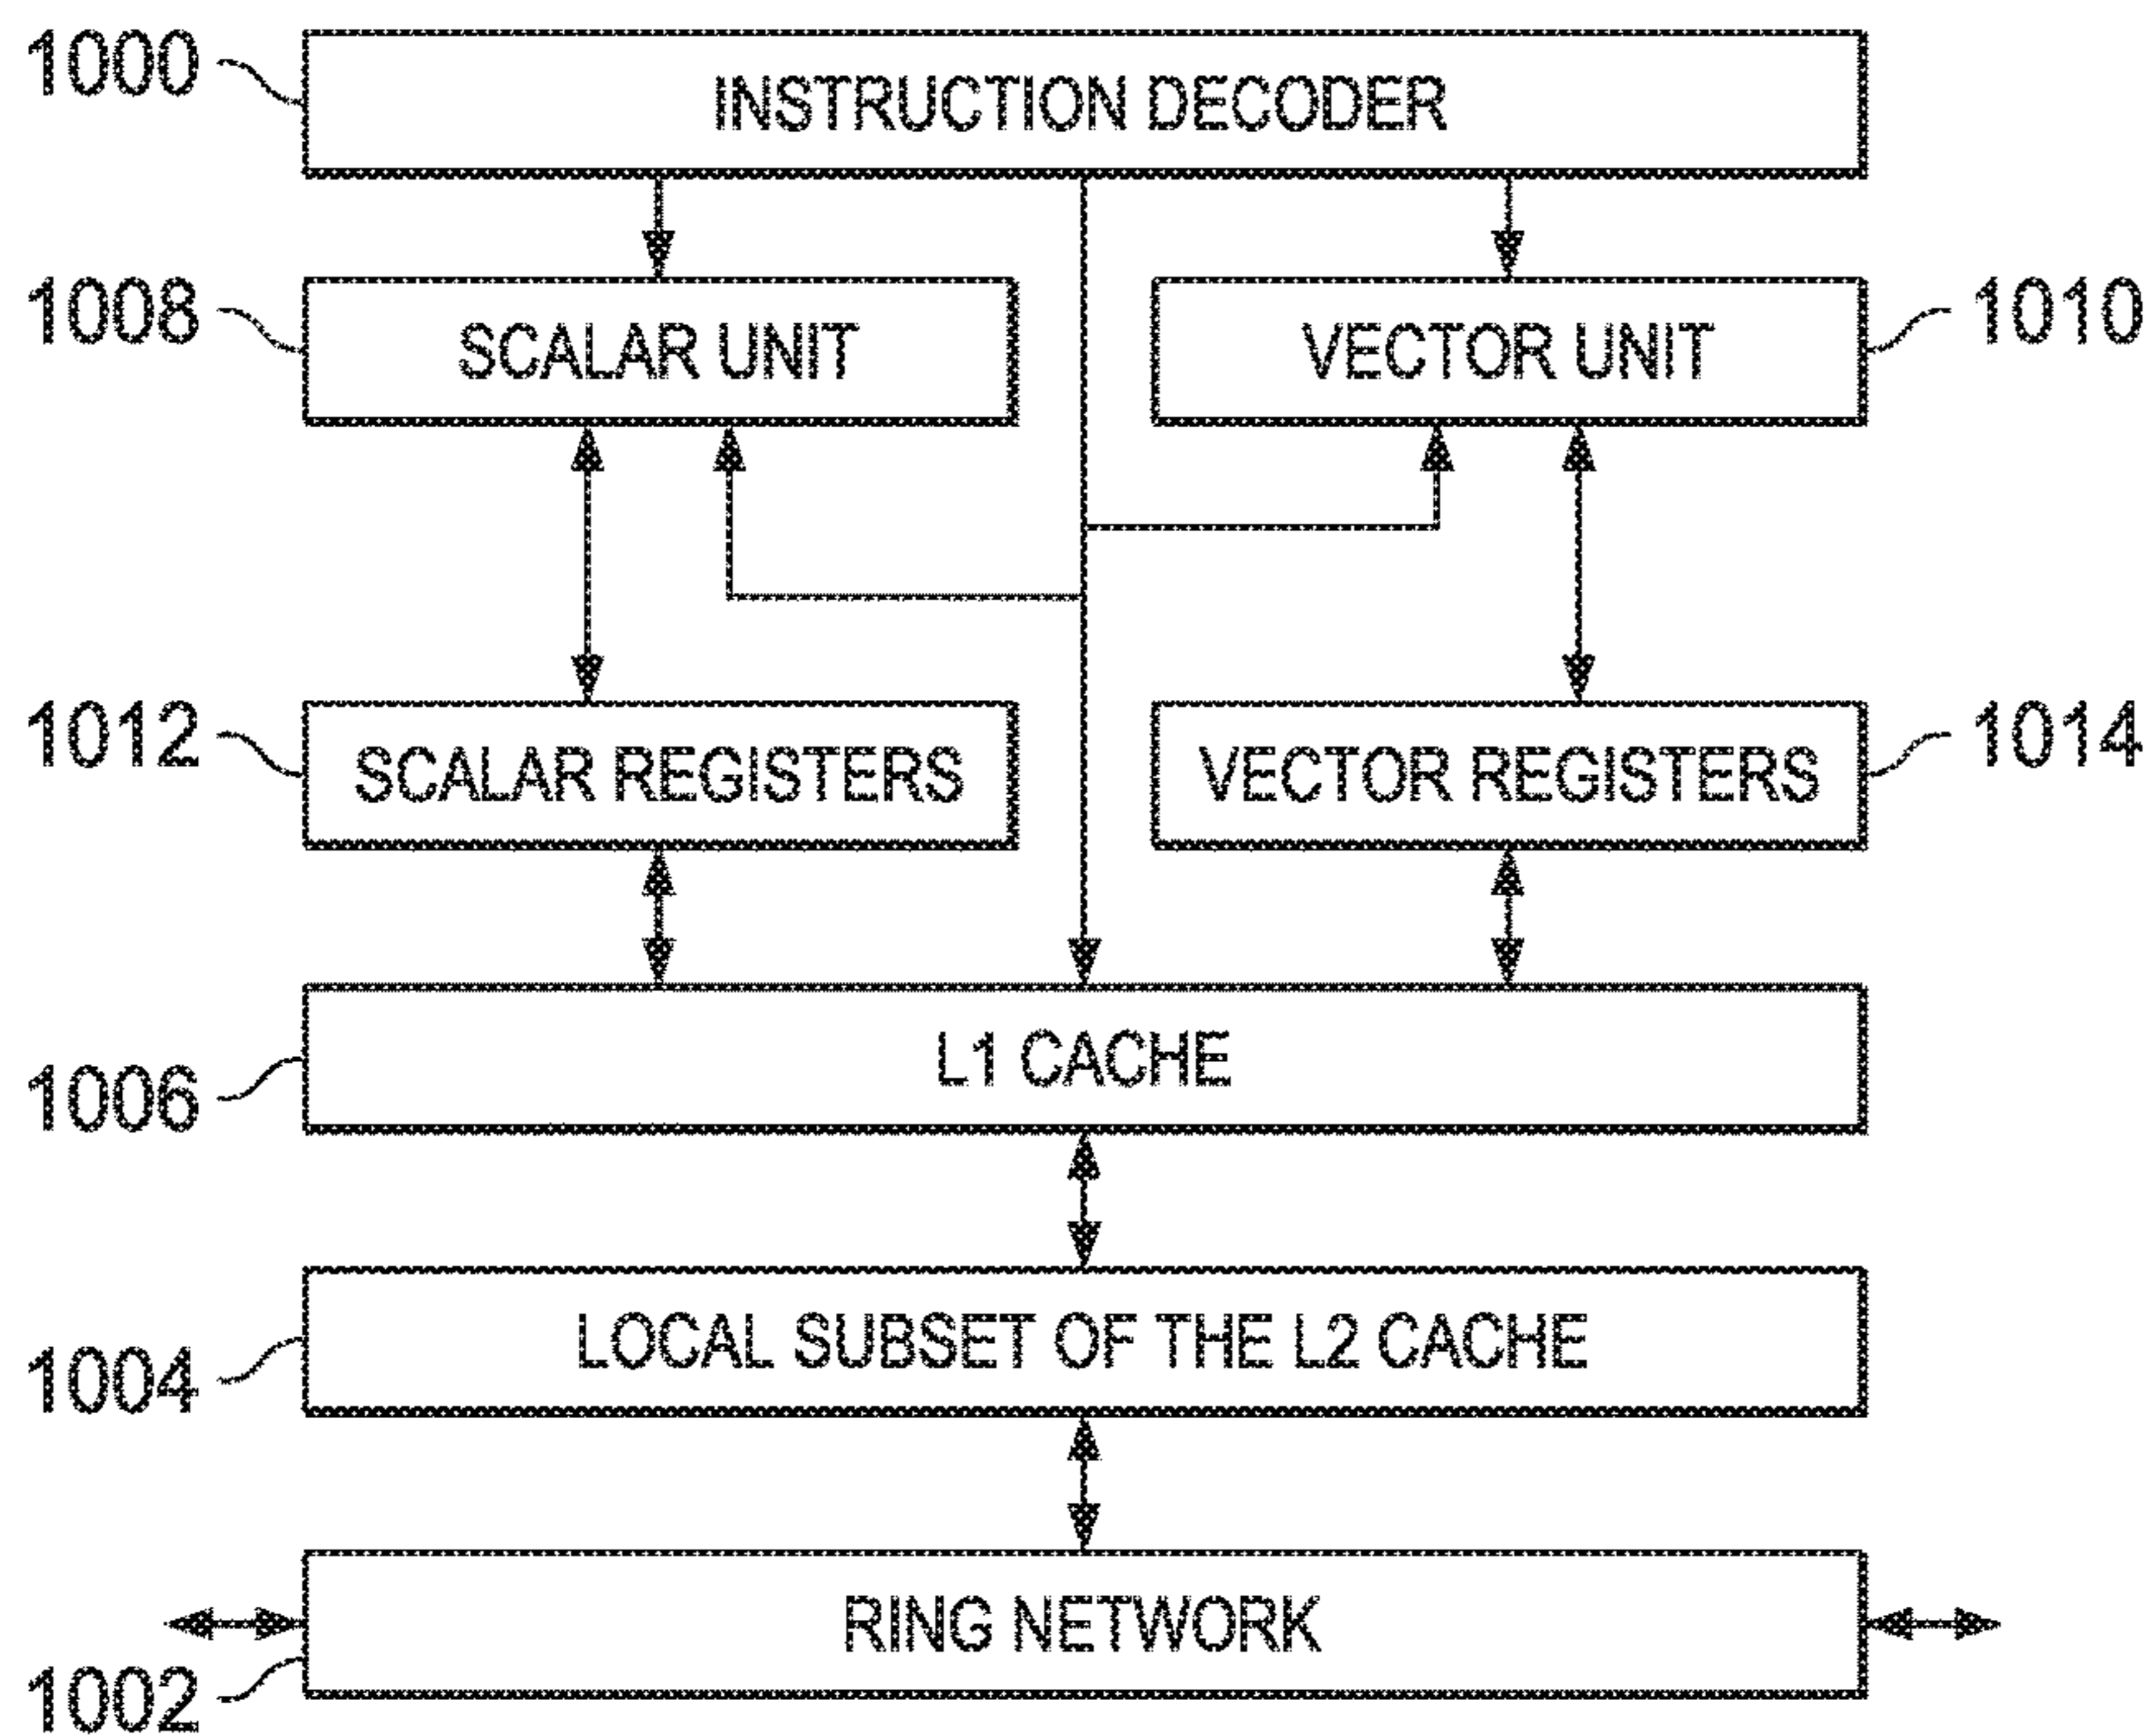 1000
INSTRUCTION DECODER
1008
SCALAR UNIT
VECTOR UNIT
1010
1012
SCALAR REGISTERS
VECTOR REGISTERS
1014
L1 CACHE
1006
LOCAL SUBSET OF THE L2 CACHE
1004
RING NETWORK
1002